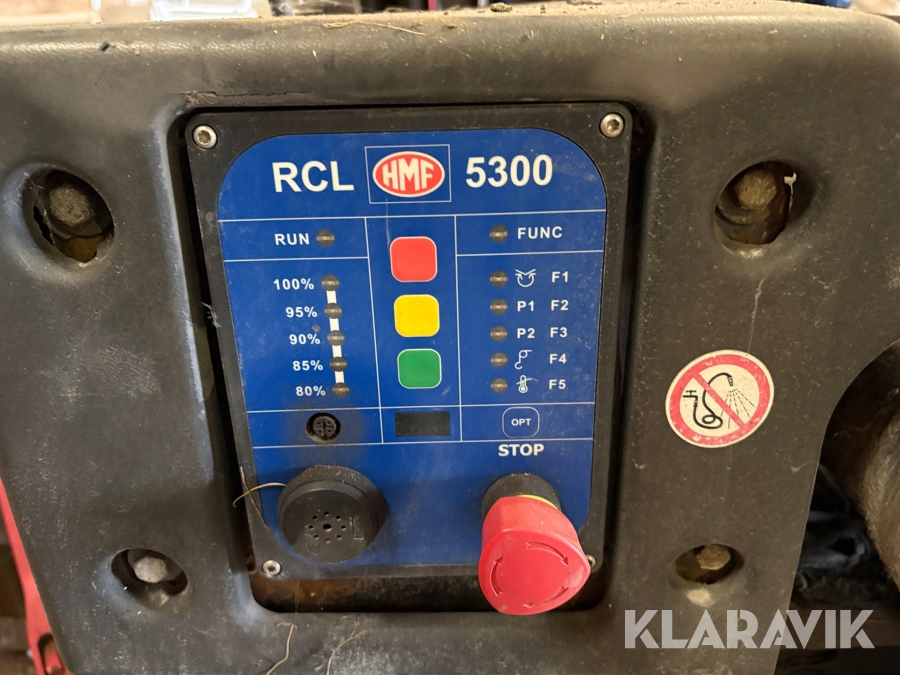 RCL HMF 5300
RUN
FUNC
100%
95%
90%
85%
80%
F1
P1 F2
P2 F3
F4
F5
OPT
STOP
KLARAVIK